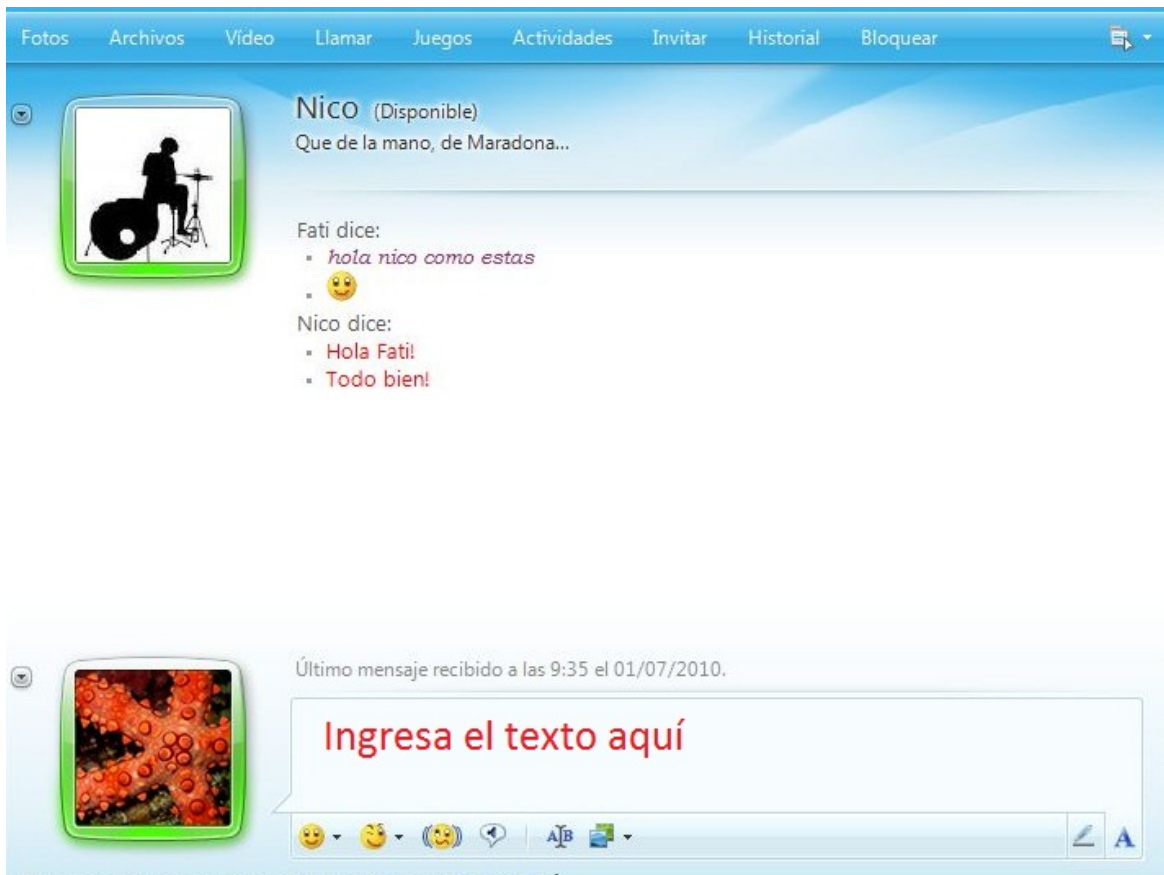 Fotos Archivos Vídeo Llamar Juegos Actividades Invitar Historial Bloquear
Nico (Disponible)
Que de la mano, de Maradona...
Fati dice:
hola nico como estas
Nico dice:
Hola Fati!
Todo bien!
Último mensaje recibido a las 9:35 el 01/07/2010.
Ingresa el texto aquí